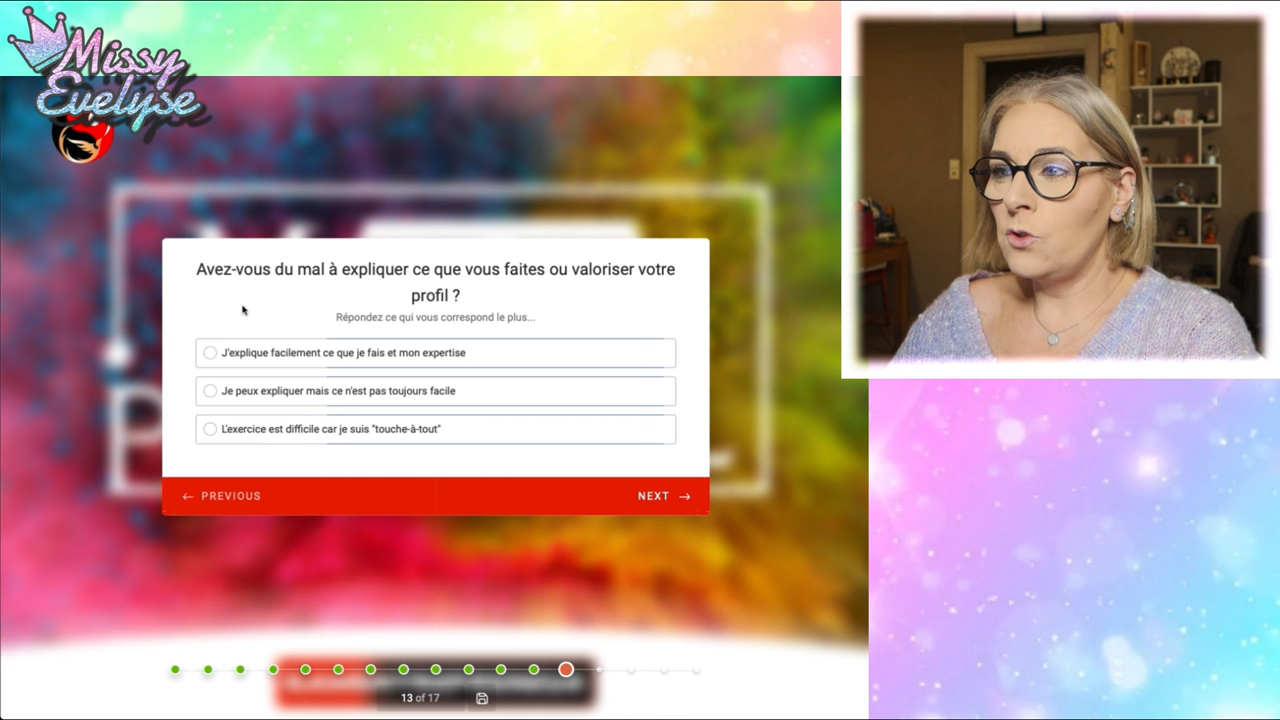 Missy
Evelyse
Avez-vous du mal à expliquer ce que vous faites ou valoriser votre
profil ?
Répondez ce qui vous correspond le plus...
J'explique facilement ce que je fais et mon expertise
Je peux expliquer mais ce n'est pas toujours facile
L'exercice est difficile car je suis "touche-à-tout"
← PREVIOUS
NEXT →
13 of 17